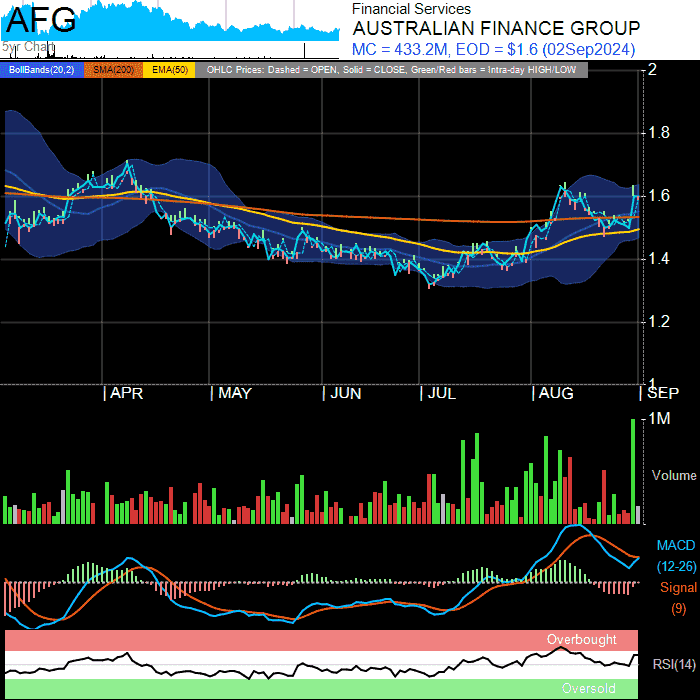 AFG
5yr Chart
Financial Services
AUSTRALIAN FINANCE GROUP
MC = 433.2M, EOD = $1.6 (02Sep2024)
BollBands(20,2) SMA(200) EMA(50) OHLC Prices: Dashed = OPEN, Solid = CLOSE, Green/Red bars = Intra-day HIGH/LOW
2
1.8
1.6
1.4
1.2
1
APR MAY JUN JUL AUG SEP
1M
Volume
MACD
(12-26)
Signal
(9)
Overbought
RSI(14)
Oversold